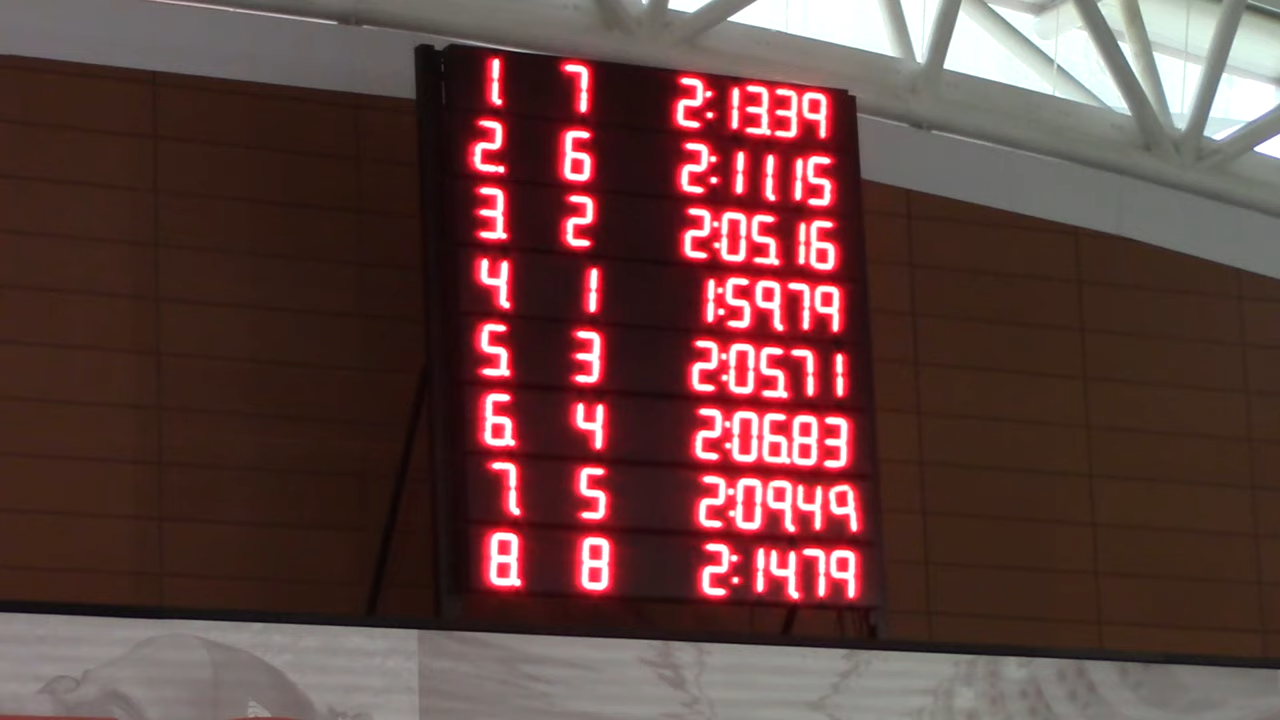 1. 7 2:13.39
2. 6 2:11.15
3. 2 2:05.16
4. 1 1:59.79
5. 3 2:05.71
6. 4 2:06.83
7. 5 2:09.49
8. 8 2:14.79